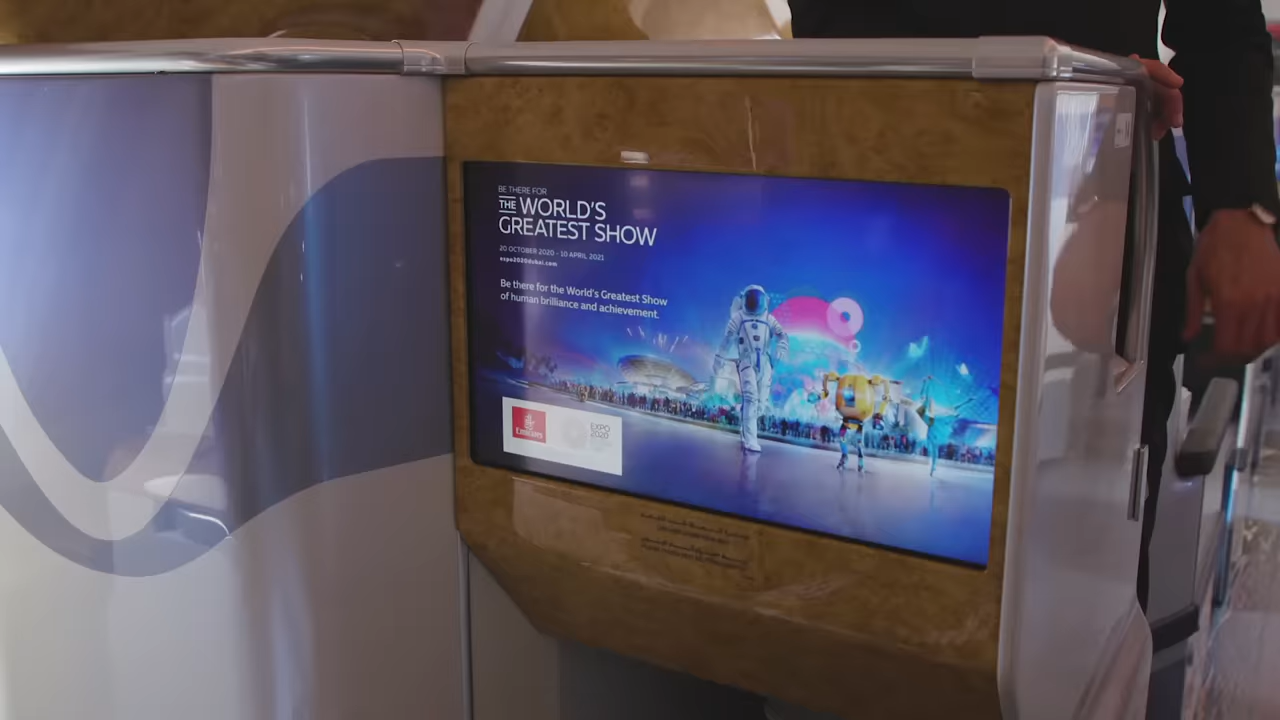 BE THERE FOR
THE WORLD'S
GREATEST SHOW
20 OCTOBER 2020 - 10 APRIL 2021
expo2020dubai.com
Be there for the World's Greatest Show
of human brilliance and achievement.
Emirates
EXPO
2020